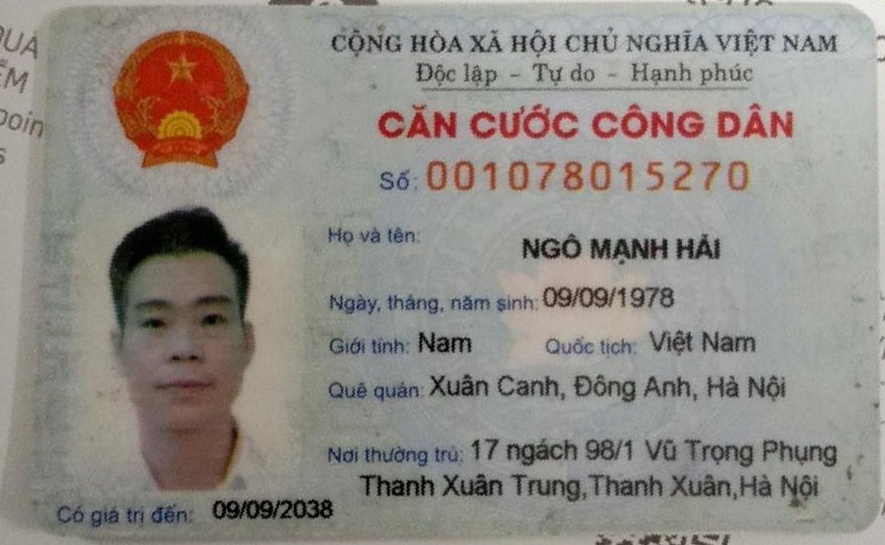 CỘNG HÒA XÃ HỘI CHỦ NGHĨA VIỆT NAM
Độc lập - Tự do - Hạnh phúc
CĂN CƯỚC CÔNG DÂN
Số: 001078015270
Họ và tên: NGÔ MẠNH HẢI
Ngày, tháng, năm sinh: 09/09/1978
Giới tính: Nam Quốc tịch: Việt Nam
Quê quán: Xuân Canh, Đông Anh, Hà Nội
Nơi thường trú: 17 ngách 98/1 Vũ Trọng Phụng
Thanh Xuân Trung,Thanh Xuân,Hà Nội
Có giá trị đến: 09/09/2038